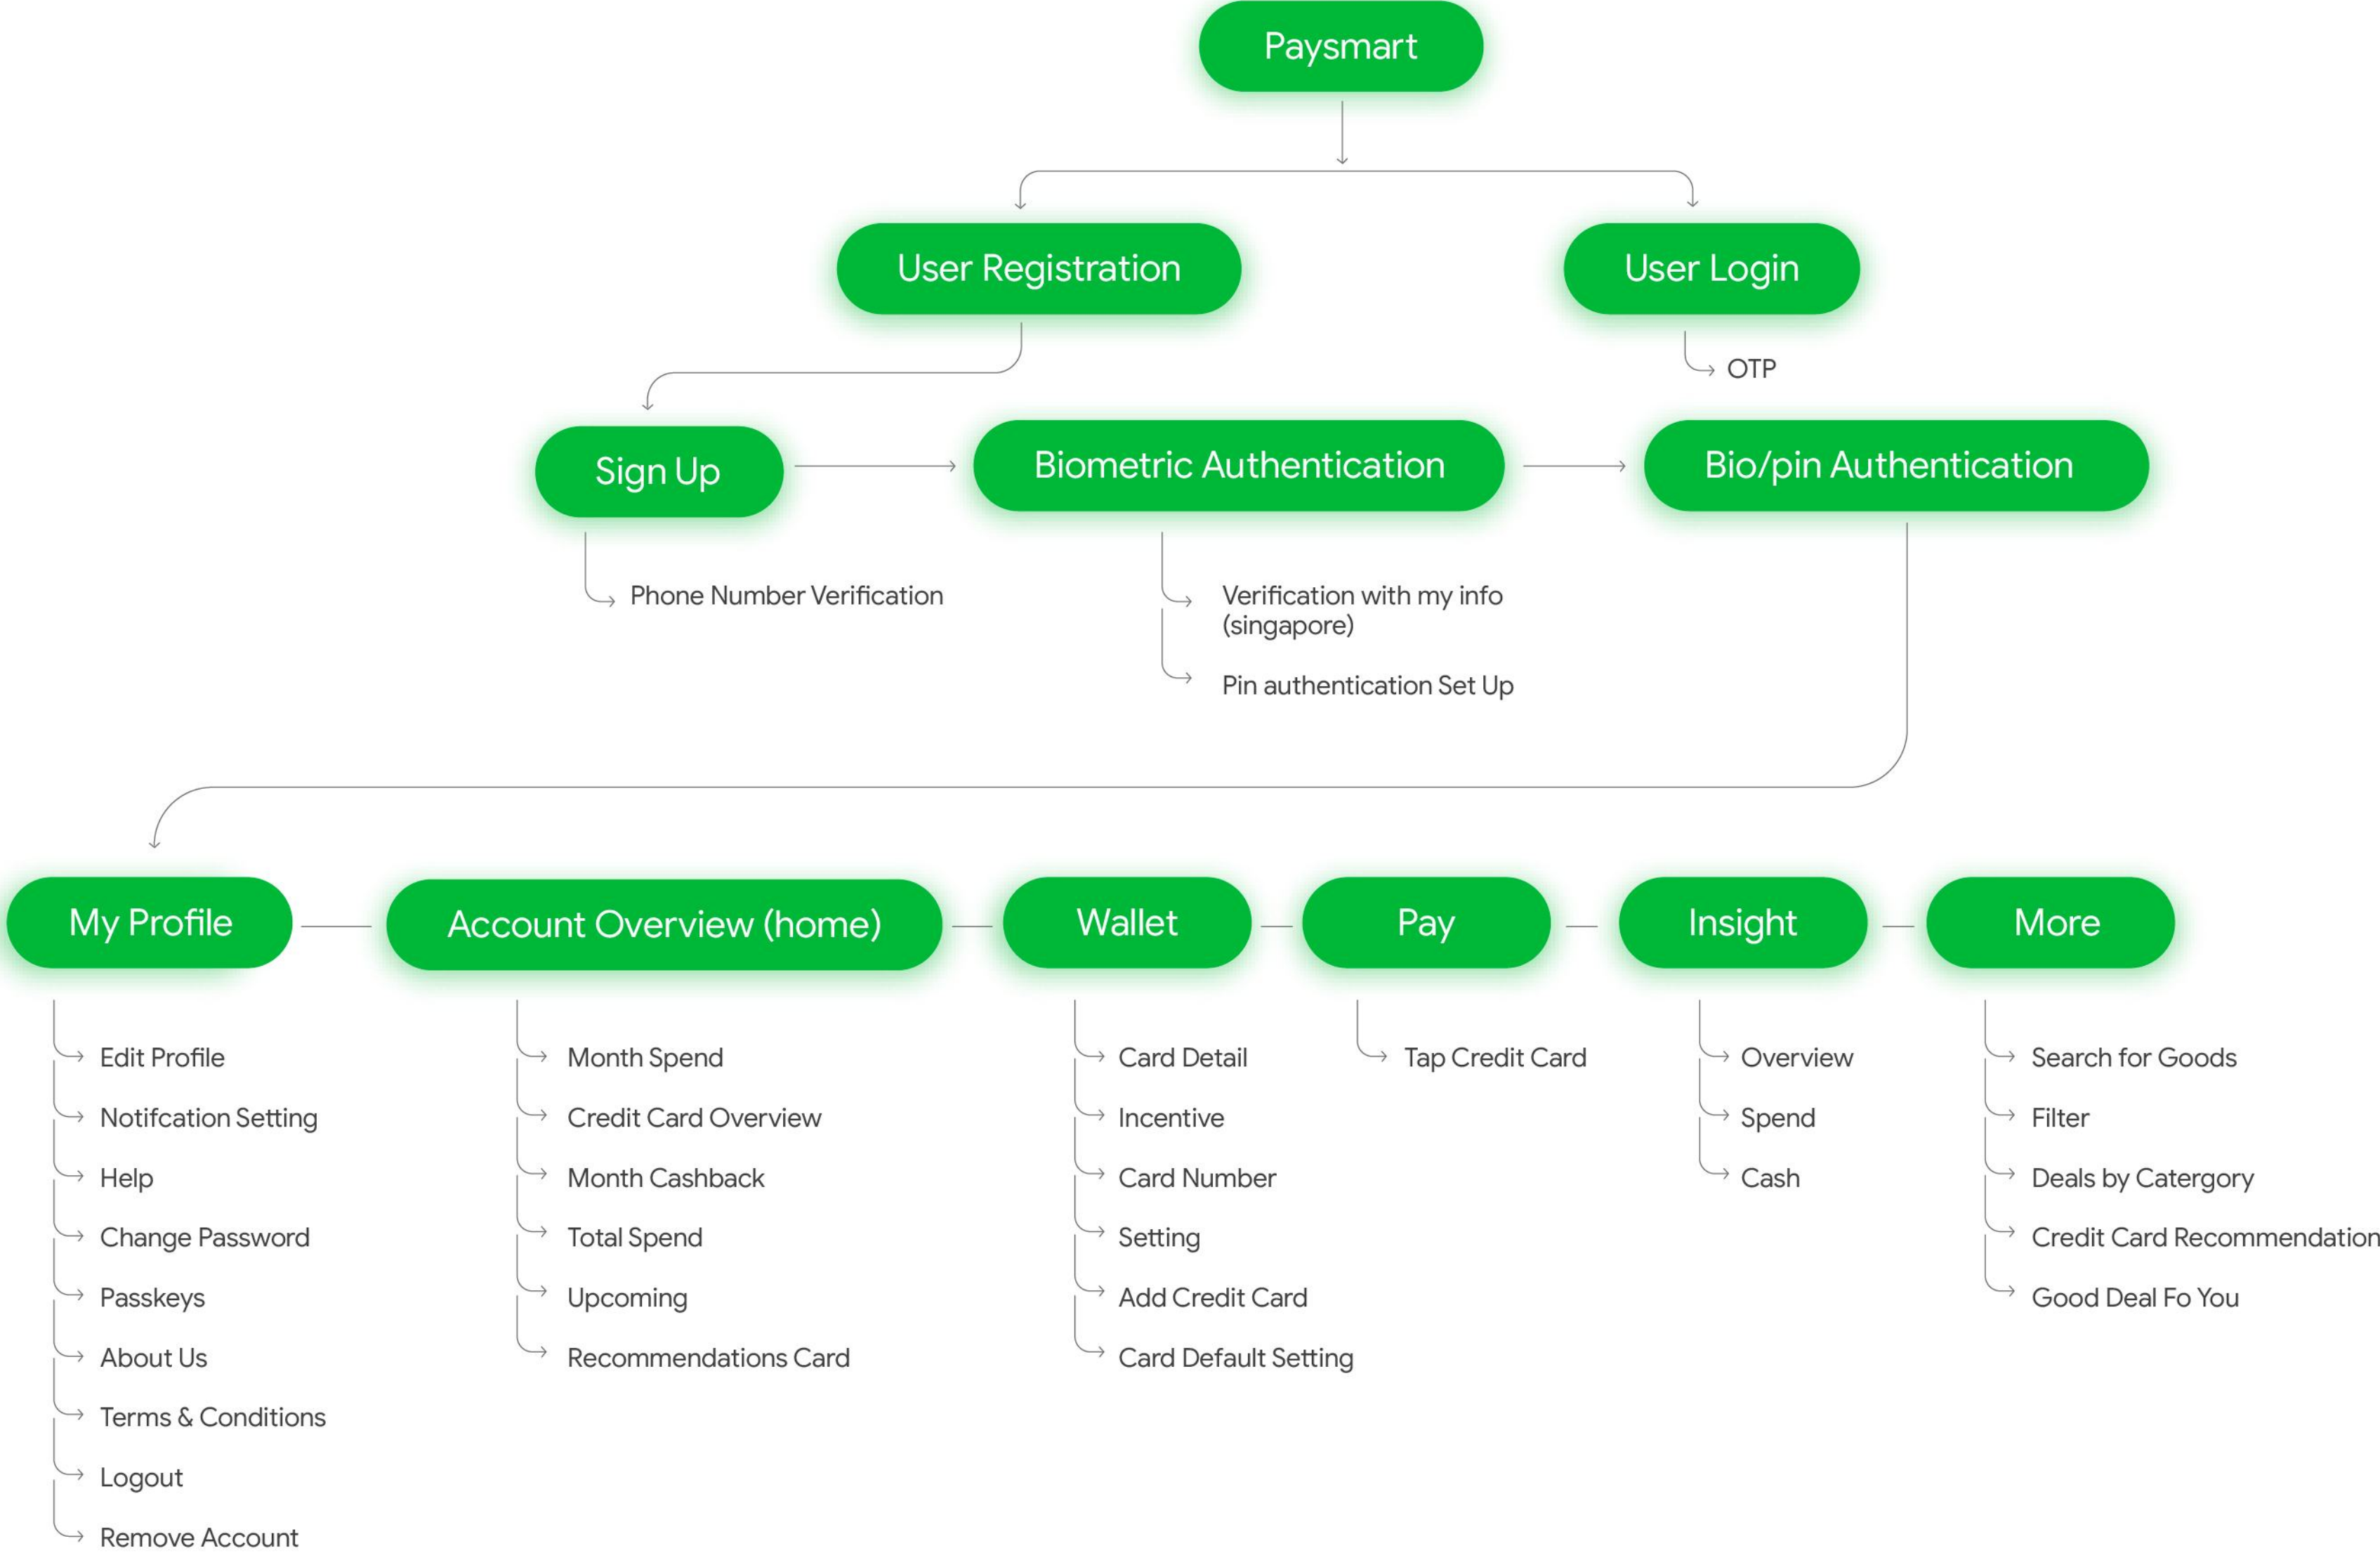 Paysmart
User Registration
User Login
OTP
Sign Up
Biometric Authentication
Bio/pin Authentication
Phone Number Verification
Verification with my info
(singapore)
Pin authentication Set Up
My Profile
Account Overview (home)
Wallet
Pay
Insight
More
Edit Profile
Notifcation Setting
Help
Change Password
Passkeys
About Us
Terms & Conditions
Logout
Remove Account
Month Spend
Credit Card Overview
Month Cashback
Total Spend
Upcoming
Recommendations Card
Card Detail
Incentive
Card Number
Setting
Add Credit Card
Card Default Setting
Tap Credit Card
Overview
Spend
Cash
Search for Goods
Filter
Deals by Catergory
Credit Card Recommendation
Good Deal Fo You